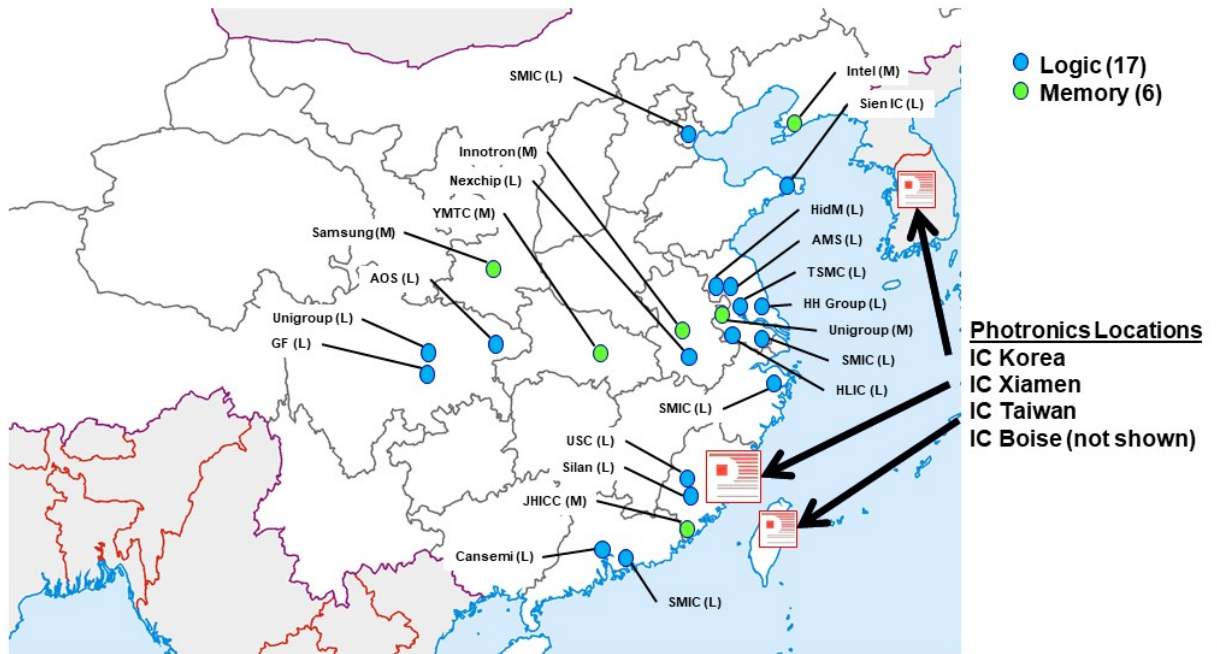 SMIC (L)
Intel (M)
Sien IC (L)
Innotron (M)
Nexchip (L)
YMTC (M)
Samsung (M)
AOS (L)
Unigroup (L)
GF (L)
HidM (L)
AMS (L)
TSMC (L)
HH Group (L)
Unigroup (M)
SMIC (L)
HLIC (L)
SMIC (L)
USC (L)
Silan (L)
JHICC (M)
Cansemi (L)
SMIC (L)
Logic (17)
Memory (6)
Photronics Locations
IC Korea
IC Xiamen
IC Taiwan
IC Boise (not shown)